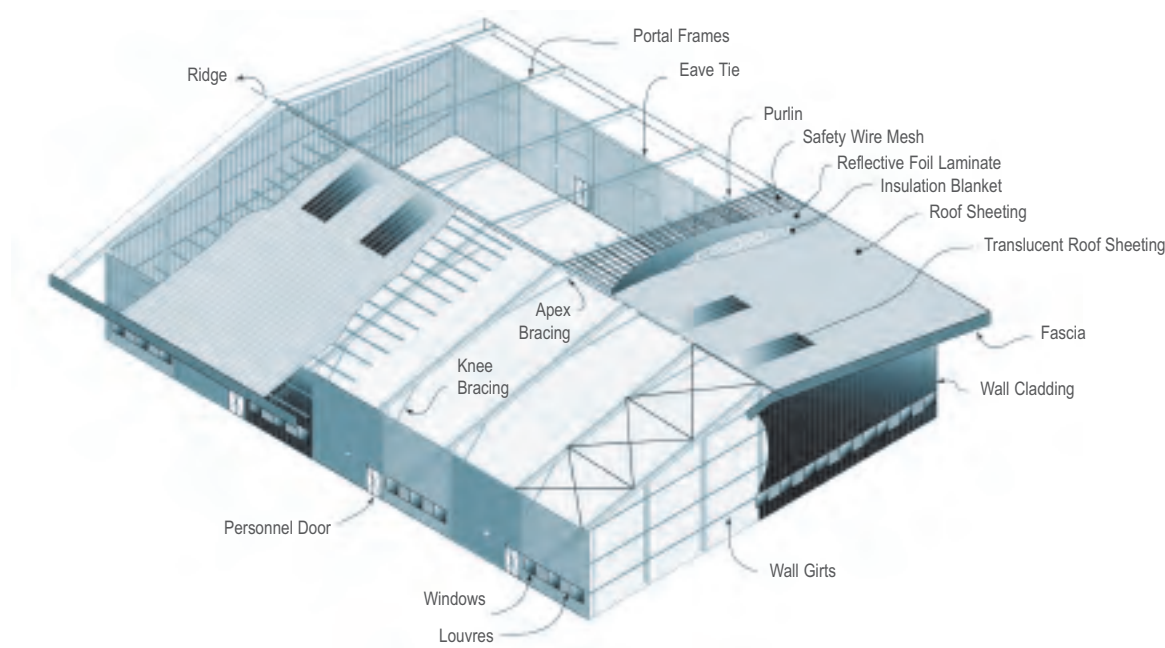 Portal Frames
Ridge
Eave Tie
Purlin
Safety Wire Mesh
Reflective Foil Laminate
Insulation Blanket
Roof Sheeting
Translucent Roof Sheeting
Apex
Bracing
Fascia
Knee
Bracing
Wall Cladding
Personnel Door
Wall Girts
Windows
Louvres